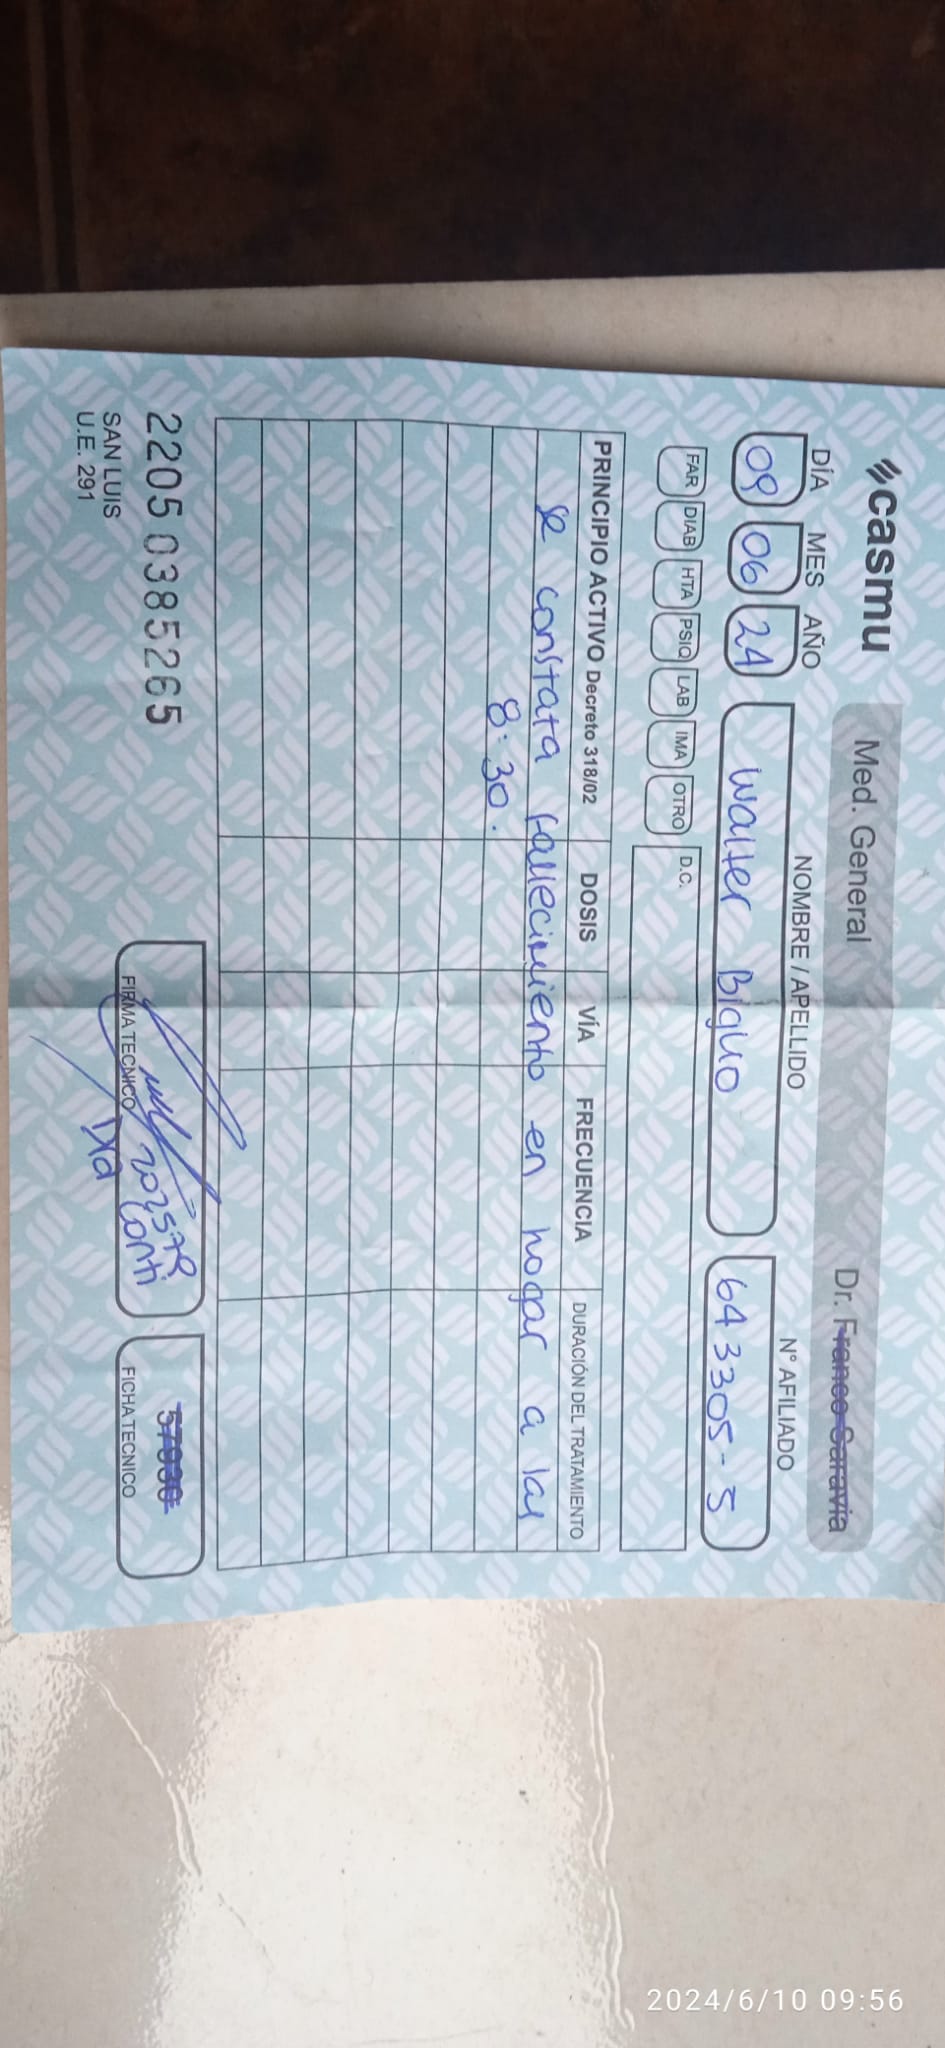 casmu
Med. General
Dr. Franco Saravia
DÍA MES AÑO NOMBRE / APELLIDO N° AFILIADO
09 06 24 Walter Biglio 643305-5
FAR DIAB HTA PSIQ LAB IMA OTRO D.C.
PRINCIPIO ACTIVO Decreto 318/02 DOSIS VÍA FRECUENCIA DURACIÓN DEL TRATAMIENTO
se constata fallecimiento en hogar a las
8:30.
2205 0385265
SAN LUIS
U.E. 291
202579
Dra Conti
FIRMA TECNICO
57930
FICHA TECNICO
2024/6/10 09:56